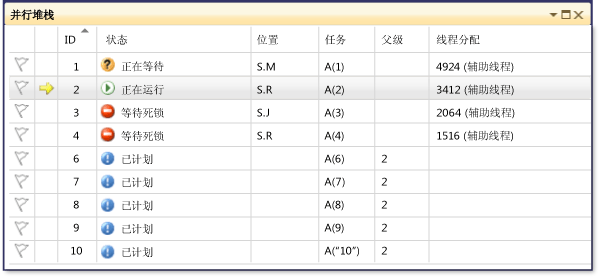 并行堆栈
ID 状态 位置 任务 父级 线程分配
1 正在等待 S.M A(1) 4924 (辅助线程)
2 正在运行 S.R A(2) 3412 (辅助线程)
3 等待死锁 S.J A(3) 2064 (辅助线程)
4 等待死锁 S.R A(4) 1516 (辅助线程)
6 已计划 A(6) 2
7 已计划 A(7) 2
8 已计划 A(8) 2
9 已计划 A(9) 2
10 已计划 A("10") 2